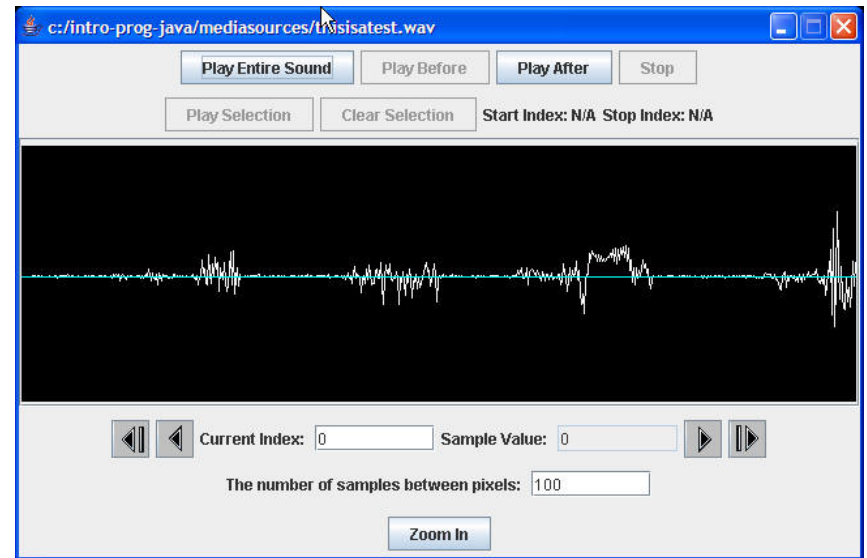 c:/intro-prog-java/mediasources/thisisatest.wav
Play Entire Sound Play Before Play After Stop
Play Selection Clear Selection Start Index: N/A Stop Index: N/A
Current Index: 0 Sample Value: 0
The number of samples between pixels: 100
Zoom In